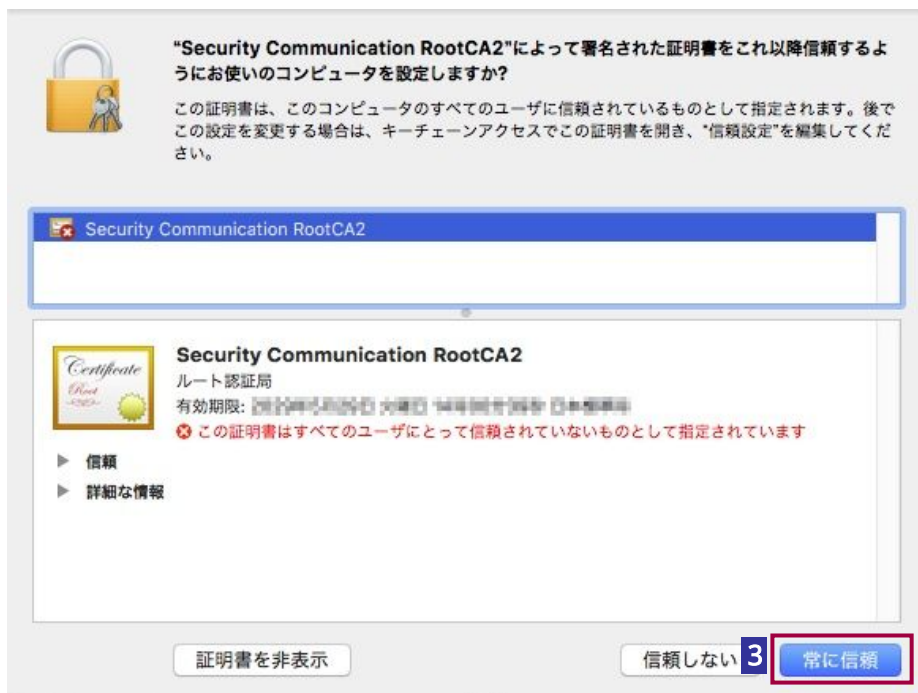 “Security Communication RootCA2”によって署名された証明書をこれ以降信頼するよ
うにお使いのコンピュータを設定しますか?
この証明書は、このコンピュータのすべてのユーザに信頼されているものとして指定されます。後で
この設定を変更する場合は、キーチェーンアクセスでこの証明書を開き、“信頼設定”を編集してくだ
さい。
Security Communication RootCA2
Certificate
Root
Security Communication RootCA2
ルート認証局
有効期限:
この証明書はすべてのユーザにとって信頼されていないものとして指定されています
信頼
詳細な情報
証明書を非表示
信頼しない
3
常に信頼